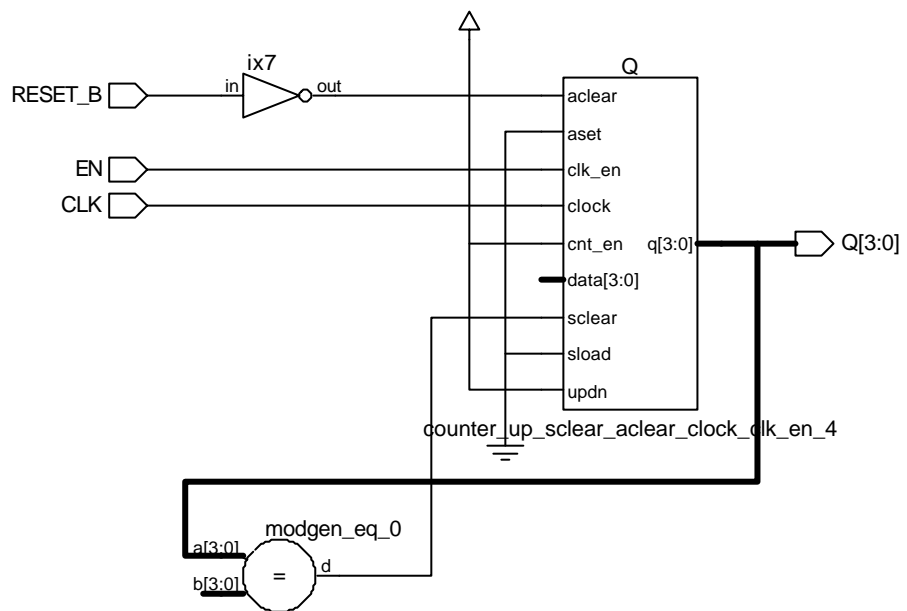 ix7
RESET_B
in
out
EN
CLK
Q
aclear
aset
clk_en
clock
cnt_en
q[3:0]
data[3:0]
sclear
sload
updn
Q[3:0]
counter_up_sclear_aclear_clock_clk_en_4
modgen_eq_0
a[3:0]
b[3:0]
=
d